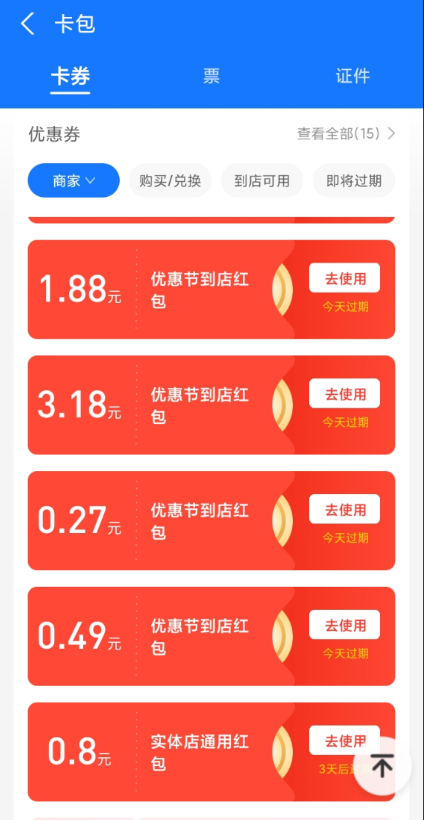 卡包
卡券 票 证件
优惠券 查看全部(15)
商家 购买/兑换 到店可用 即将过期
1.88元
优惠节到店红
包
去使用
今天过期
3.18元
优惠节到店红
包
去使用
今天过期
0.27元
优惠节到店红
包
去使用
今天过期
0.49元
优惠节到店红
包
去使用
今天过期
0.8元
实体店通用红
包
去使用
3天后